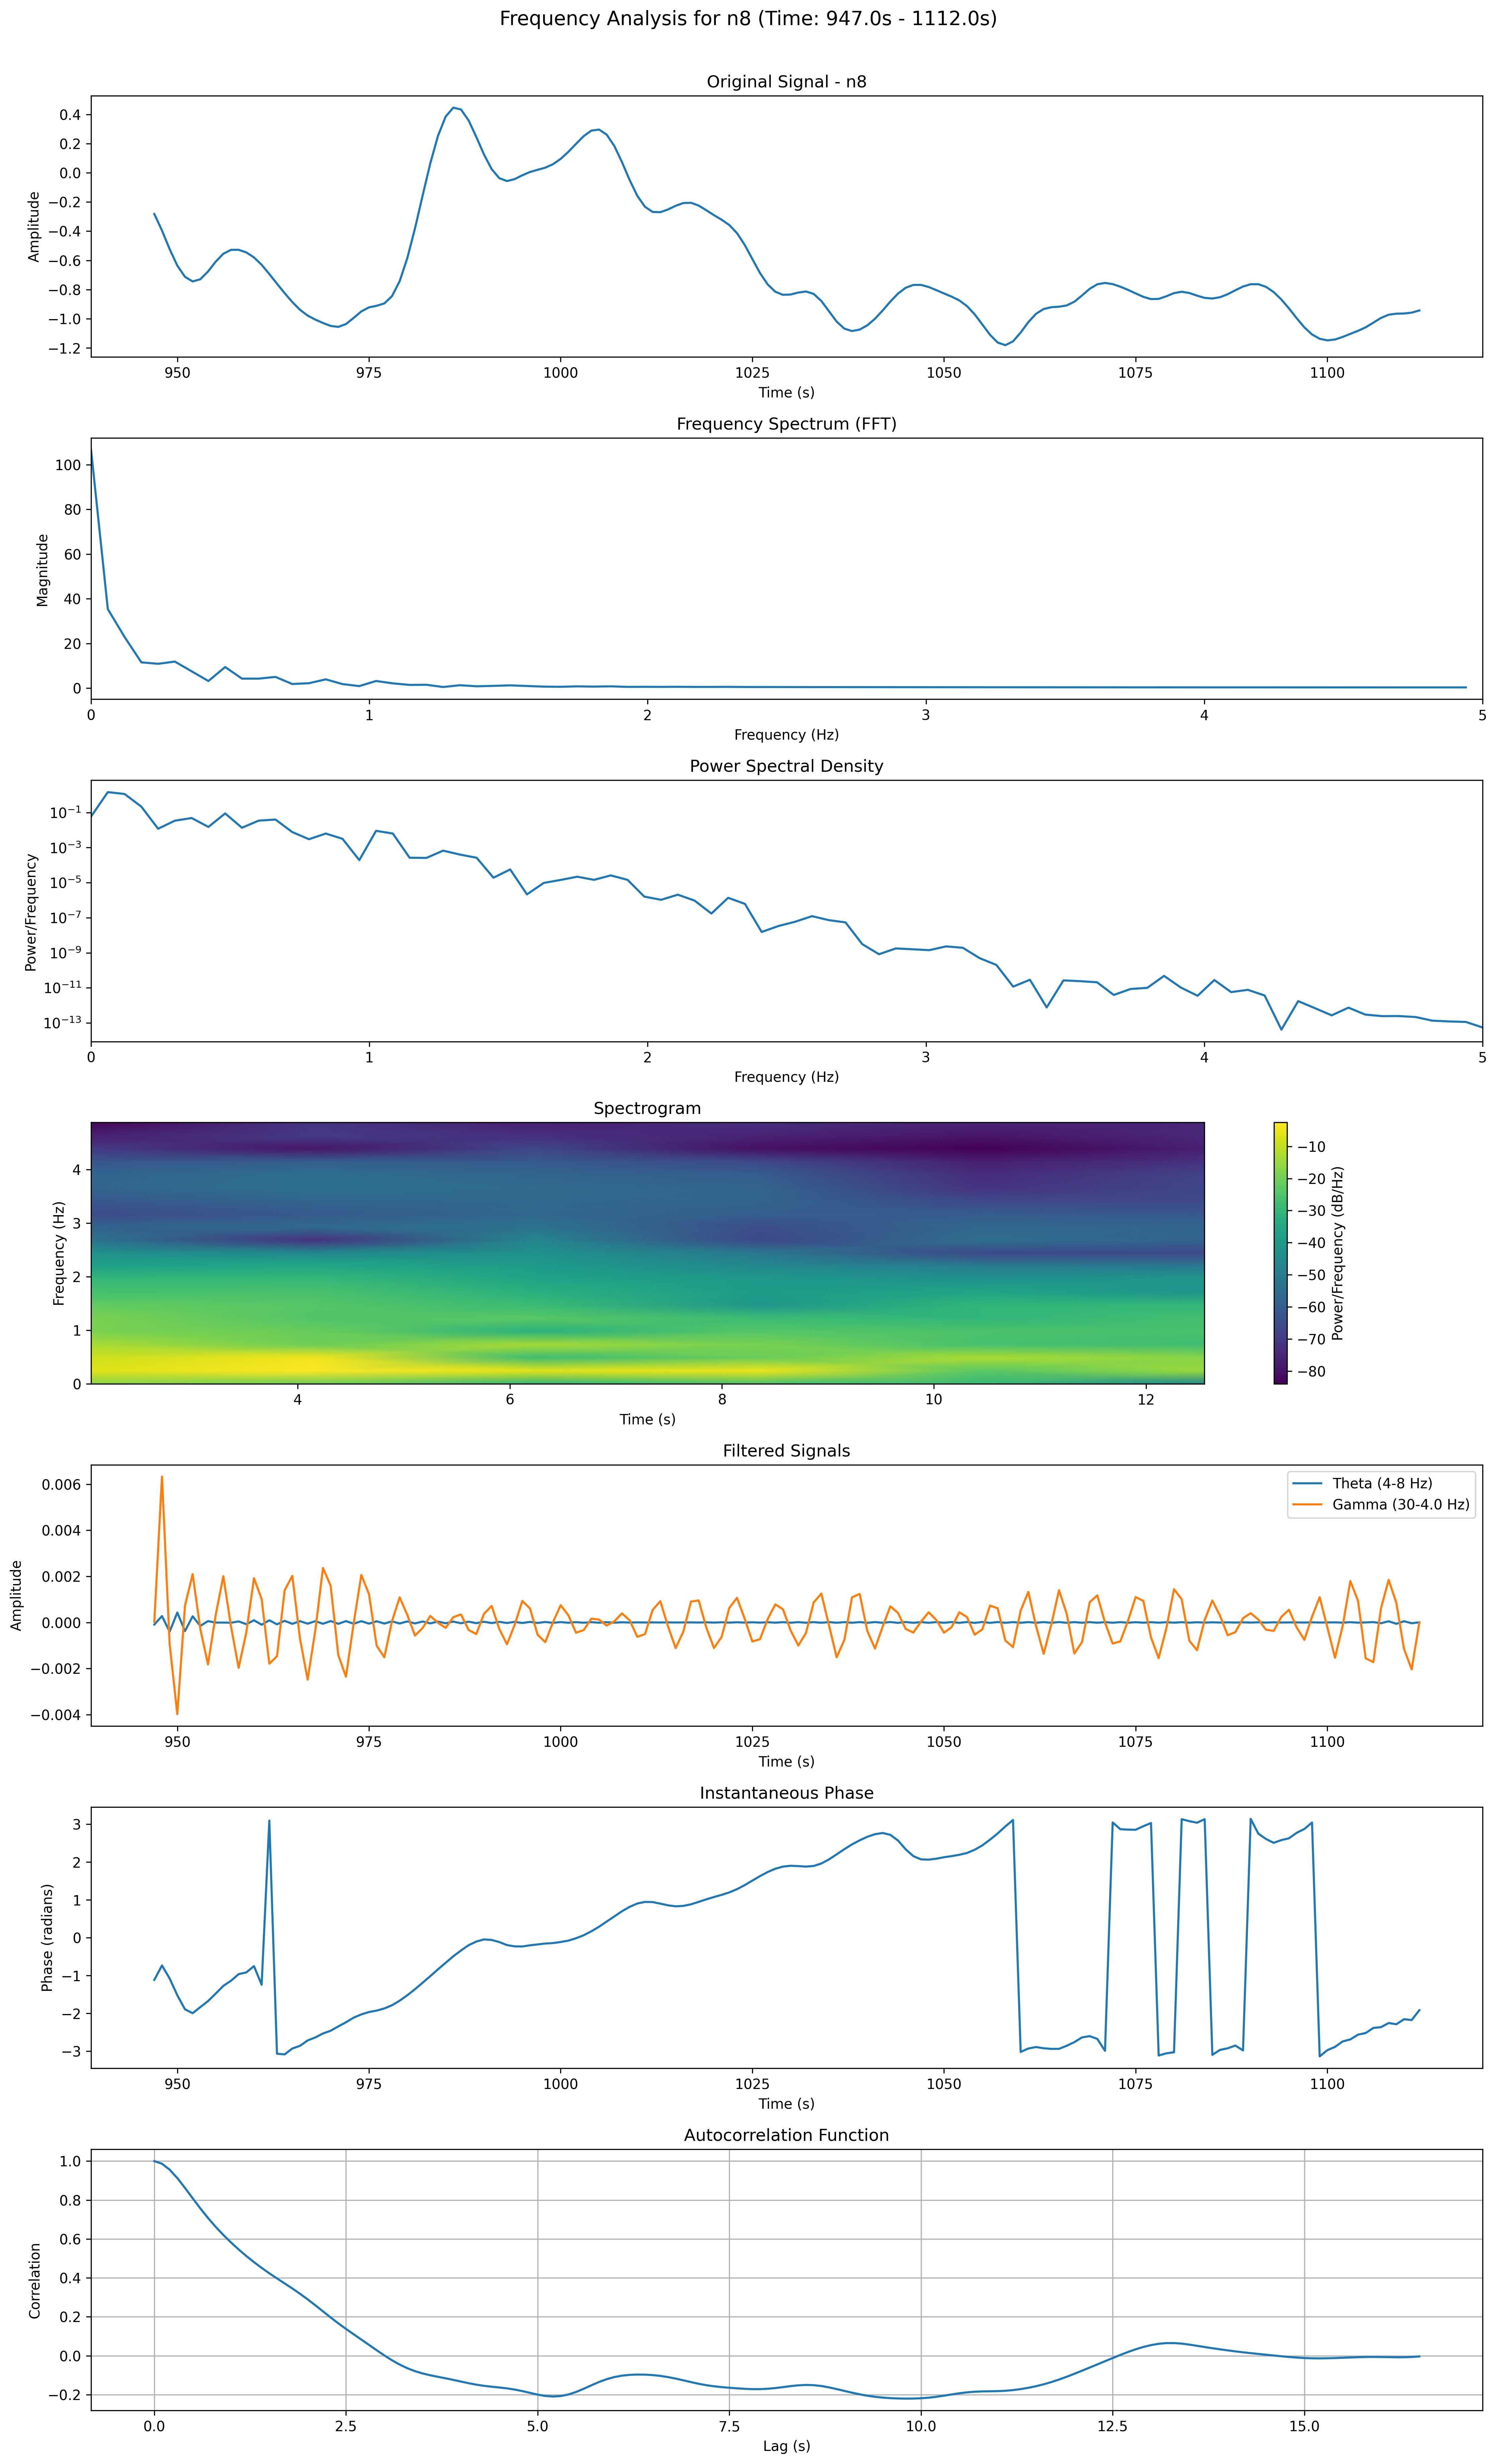 Frequency Analysis for n8 (Time: 947.0s - 1112.0s)
Original Signal - n8
Amplitude
0.4
0.2
0.0
−0.2
−0.4
−0.6
−0.8
−1.0
−1.2
950 975 1000 1025 1050 1075 1100
Time (s)
Frequency Spectrum (FFT)
Magnitude
100
80
60
40
20
0
0 1 2 3 4 5
Frequency (Hz)
Power Spectral Density
Power/Frequency
10⁻¹
10⁻³
10⁻⁵
10⁻⁷
10⁻⁹
10⁻¹¹
10⁻¹³
0 1 2 3 4 5
Frequency (Hz)
Spectrogram
Frequency (Hz)
4
3
2
1
0
4 6 8 10 12
Time (s)
−10
−20
−30
−40
−50
−60
−70
−80
Power/Frequency (dB/Hz)
Filtered Signals
Theta (4-8 Hz)
Gamma (30-4.0 Hz)
Amplitude
0.006
0.004
0.002
0.000
−0.002
−0.004
950 975 1000 1025 1050 1075 1100
Time (s)
Instantaneous Phase
Phase (radians)
3
2
1
0
−1
−2
−3
950 975 1000 1025 1050 1075 1100
Time (s)
Autocorrelation Function
Correlation
1.0
0.8
0.6
0.4
0.2
0.0
−0.2
0.0 2.5 5.0 7.5 10.0 12.5 15.0
Lag (s)